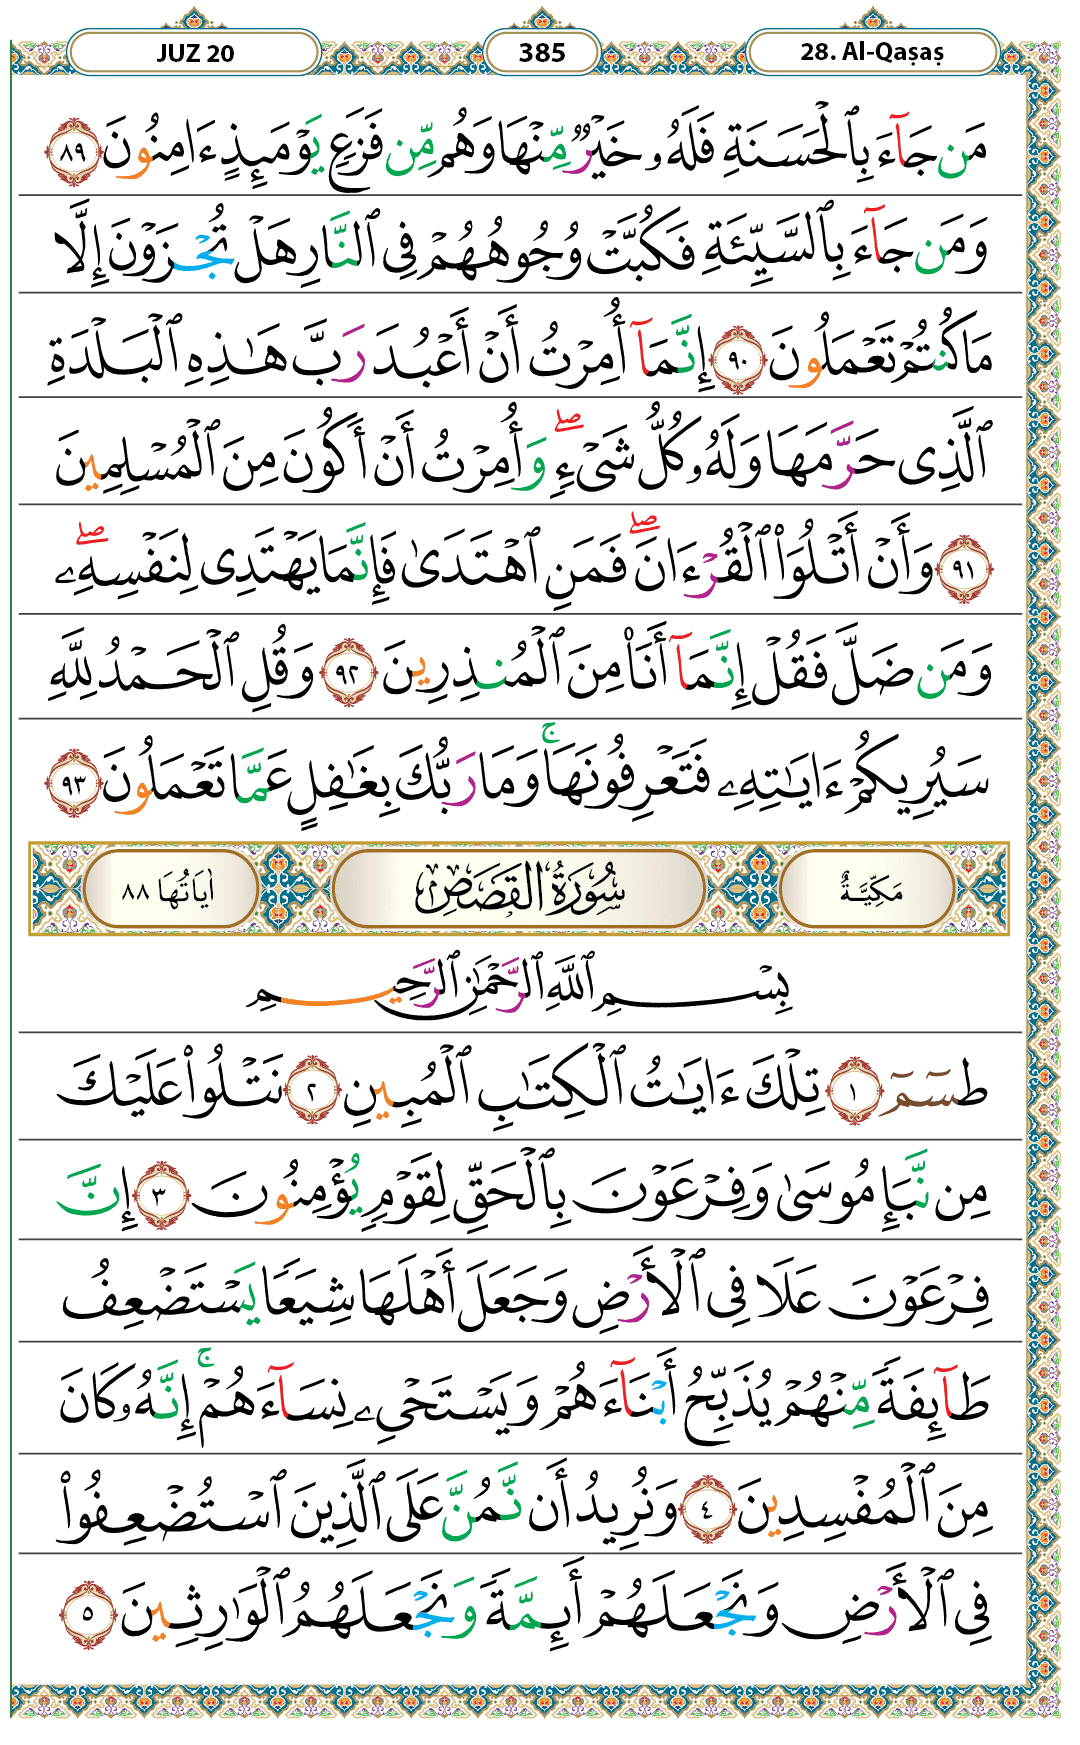 JUZ 20
385
28. Al-Qaṣaṣ
مَن جَآءَ بِٱلْحَسَنَةِ فَلَهُۥ خَيْرٌ مِّنْهَا وَهُم مِّن فَزَعٍ يَوْمَئِذٍ ءَامِنُونَ ٨٩
وَمَن جَآءَ بِٱلسَّيِّئَةِ فَكُبَّتْ وُجُوهُهُمْ فِى ٱلنَّارِ هَلْ تُجْزَوْنَ إِلَّا
مَا كُنتُمْ تَعْمَلُونَ ٩٠ إِنَّمَآ أُمِرْتُ أَنْ أَعْبُدَ رَبَّ هَـٰذِهِ ٱلْبَلْدَةِ
ٱلَّذِى حَرَّمَهَا وَلَهُۥ كُلُّ شَىْءٍ ۖ وَأُمِرْتُ أَنْ أَكُونَ مِنَ ٱلْمُسْلِمِينَ
٩١ وَأَنْ أَتْلُوَا۟ ٱلْقُرْءَانَ ۖ فَمَنِ ٱهْتَدَىٰ فَإِنَّمَا يَهْتَدِى لِنَفْسِهِۦ ۖ
وَمَن ضَلَّ فَقُلْ إِنَّمَآ أَنَا۠ مِنَ ٱلْمُنذِرِينَ ٩٢ وَقُلِ ٱلْحَمْدُ لِلَّهِ
سَيُرِيكُمْ ءَايَـٰتِهِۦ فَتَعْرِفُونَهَا ۚ وَمَا رَبُّكَ بِغَـٰفِلٍ عَمَّا تَعْمَلُونَ ٩٣
مَكِّيَّةٌ
سُورَةُ القَصَصِ
اٰيَاتُهَا ٨٨
بِسْمِ ٱللَّهِ ٱلرَّحْمَـٰنِ ٱلرَّحِيمِ
طسٓمٓ ١ تِلْكَ ءَايَـٰتُ ٱلْكِتَـٰبِ ٱلْمُبِينِ ٢ نَتْلُوا۟ عَلَيْكَ
مِن نَّبَإِ مُوسَىٰ وَفِرْعَوْنَ بِٱلْحَقِّ لِقَوْمٍ يُؤْمِنُونَ ٣ إِنَّ
فِرْعَوْنَ عَلَا فِى ٱلْأَرْضِ وَجَعَلَ أَهْلَهَا شِيَعًا يَسْتَضْعِفُ
طَآئِفَةً مِّنْهُمْ يُذَبِّحُ أَبْنَآءَهُمْ وَيَسْتَحْىِۦ نِسَآءَهُمْ ۚ إِنَّهُۥ كَانَ
مِنَ ٱلْمُفْسِدِينَ ٤ وَنُرِيدُ أَن نَّمُنَّ عَلَى ٱلَّذِينَ ٱسْتُضْعِفُوا۟
فِى ٱلْأَرْضِ وَنَجْعَلَهُمْ أَئِمَّةً وَنَجْعَلَهُمُ ٱلْوَٰرِثِينَ ٥